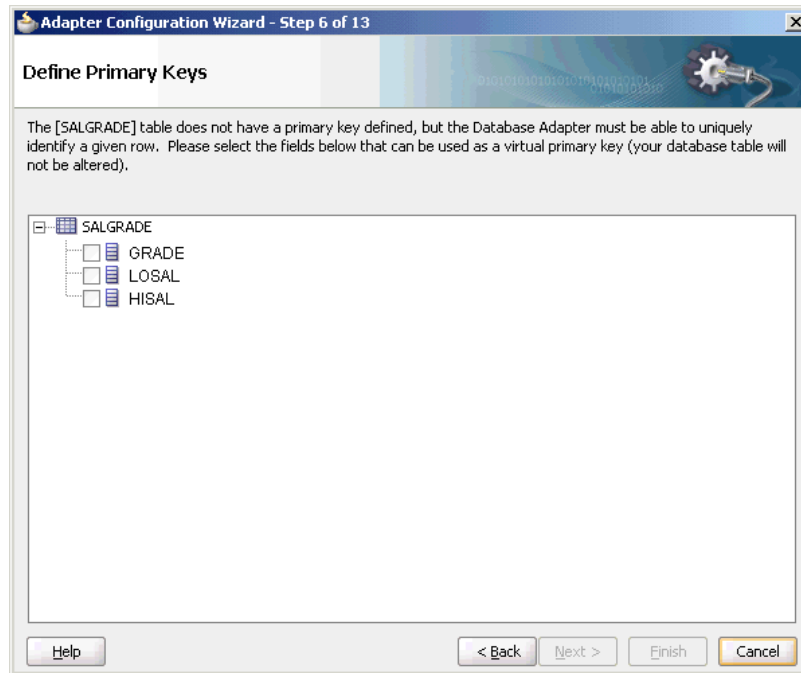 Adapter Configuration Wizard - Step 6 of 13
Define Primary Keys
The [SALGRADE] table does not have a primary key defined, but the Database Adapter must be able to uniquely
identify a given row. Please select the fields below that can be used as a virtual primary key (your database table will
not be altered).
SALGRADE
GRADE
LOSAL
HISAL
Help
< Back
Next >
Finish
Cancel